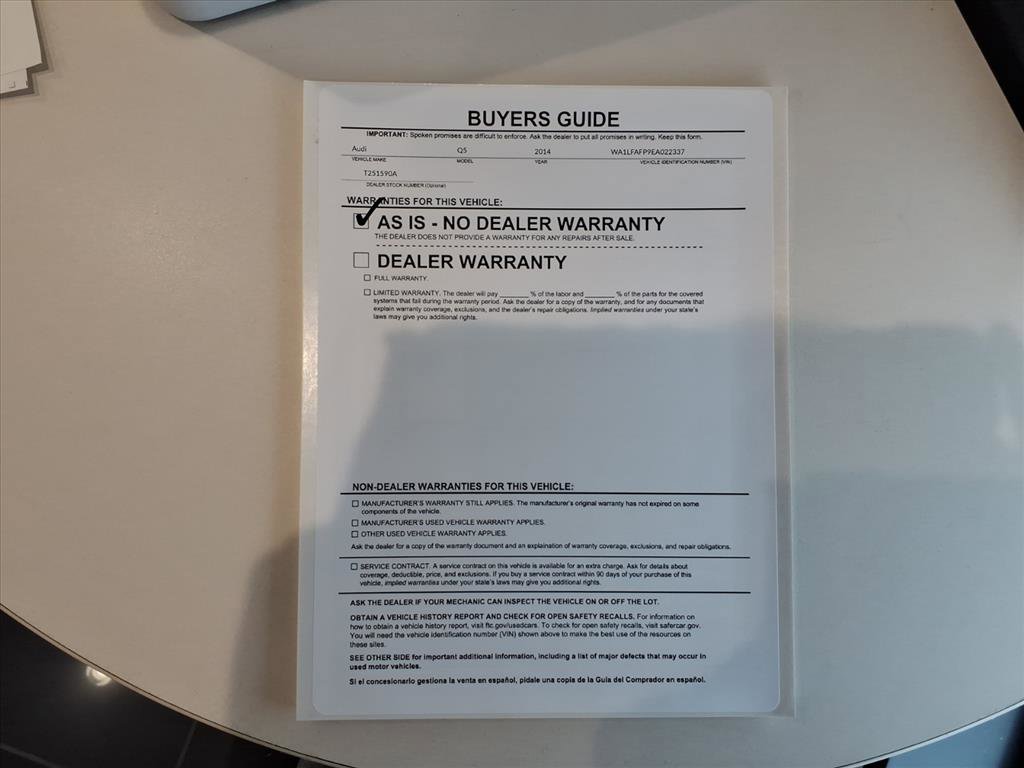 BUYERS GUIDE
IMPORTANT: Spoken promises are difficult to enforce. Ask the dealer to put all promises in writing. Keep this form.
Audi Q5 2014 WA1LFAFP9EA022337
VEHICLE MAKE MODEL YEAR VEHICLE IDENTIFICATION NUMBER (VIN)
T251590A
DEALER STOCK NUMBER (Optional)
WARRANTIES FOR THIS VEHICLE:
AS IS - NO DEALER WARRANTY
THE DEALER DOES NOT PROVIDE A WARRANTY FOR ANY REPAIRS AFTER SALE.
DEALER WARRANTY
FULL WARRANTY.
LIMITED WARRANTY. The dealer will pay ________ % of the labor and ________ % of the parts for the covered
systems that fail during the warranty period. Ask the dealer for a copy of the warranty, and for any documents that
explain warranty coverage, exclusions, and the dealer's repair obligations. Implied warranties under your state's
laws may give you additional rights.
NON-DEALER WARRANTIES FOR THIS VEHICLE:
MANUFACTURER'S WARRANTY STILL APPLIES. The manufacturer's original warranty has not expired on some
components of the vehicle.
MANUFACTURER'S USED VEHICLE WARRANTY APPLIES.
OTHER USED VEHICLE WARRANTY APPLIES.
Ask the dealer for a copy of the warranty document and an explaination of warranty coverage, exclusions, and repair obligations.
SERVICE CONTRACT. A service contract on this vehicle is available for an extra charge. Ask for details about
coverage, deductible, price, and exclusions. If you buy a service contract within 90 days of your purchase of this
vehicle, implied warranties under your state's laws may give you additional rights.
ASK THE DEALER IF YOUR MECHANIC CAN INSPECT THE VEHICLE ON OR OFF THE LOT.
OBTAIN A VEHICLE HISTORY REPORT AND CHECK FOR OPEN SAFETY RECALLS. For information on
how to obtain a vehicle history report, visit ftc.gov/usedcars. To check for open safety recalls, visit safercar.gov.
You will need the vehicle identification number (VIN) shown above to make the best use of the resources on
these sites.
SEE OTHER SIDE for important additional information, including a list of major defects that may occur in
used motor vehicles.
Si el concesionario gestiona la venta en español, pídale una copia de la Guía del Comprador en español.